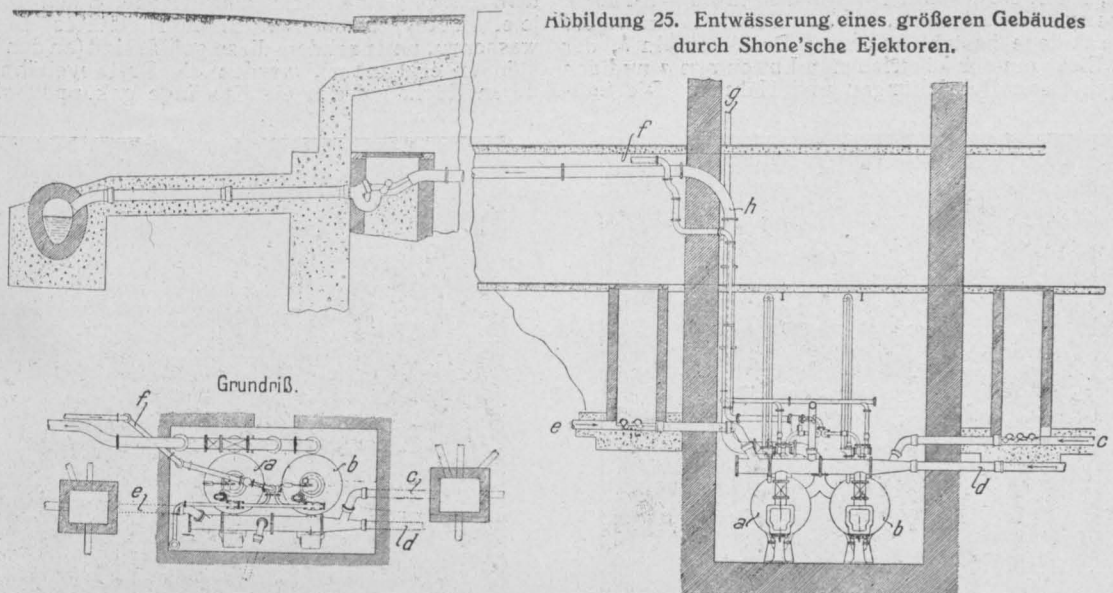 Abbildung 25. Entwässerung eines größeren Gebäudes
durch Shone'sche Ejektoren.
g
f
h
e
c
d
a
b
Grundriß.
f,
a
b
e,
c,
d